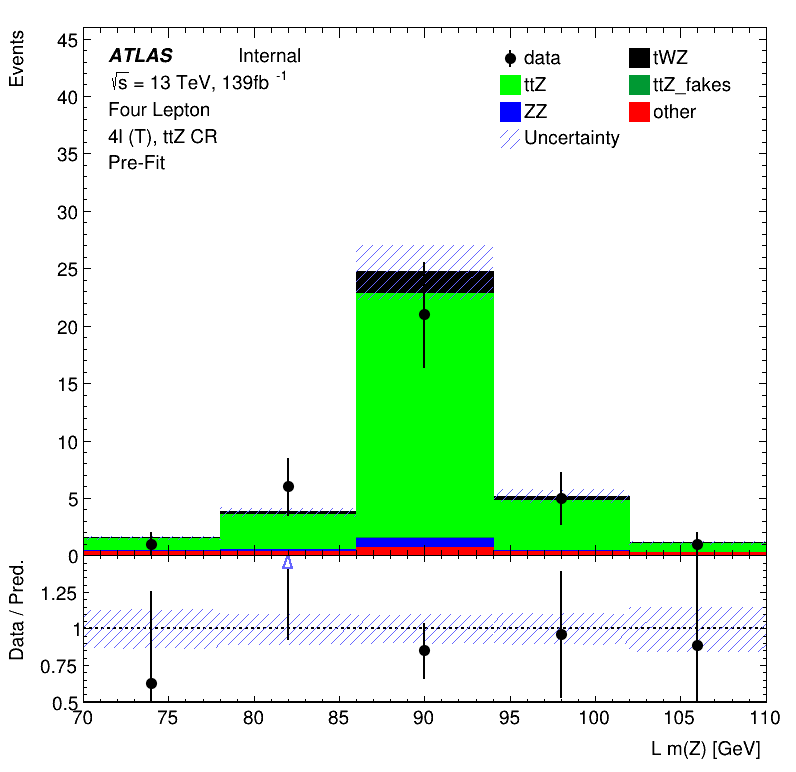 Events
45
40
35
30
25
20
15
10
5
0
ATLAS Internal
√s = 13 TeV, 139fb -1
Four Lepton
4l (T), ttZ CR
Pre-Fit
data tWZ
ttZ ttZ_fakes
ZZ other
Uncertainty
Data / Pred.
1.25
1
0.75
0.5
70 75 80 85 90 95 100 105 110
L m(Z) [GeV]